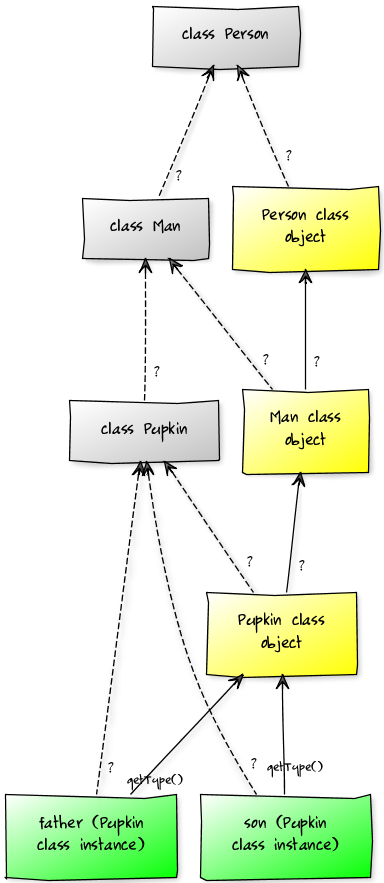 class Person
?
?
class Man
Person class
object
?
?
?
class Pupkin
Man class
object
?
?
Pupkin class
object
?
getType()
?
getType()
father (Pupkin
class instance)
son (Pupkin
class instance)